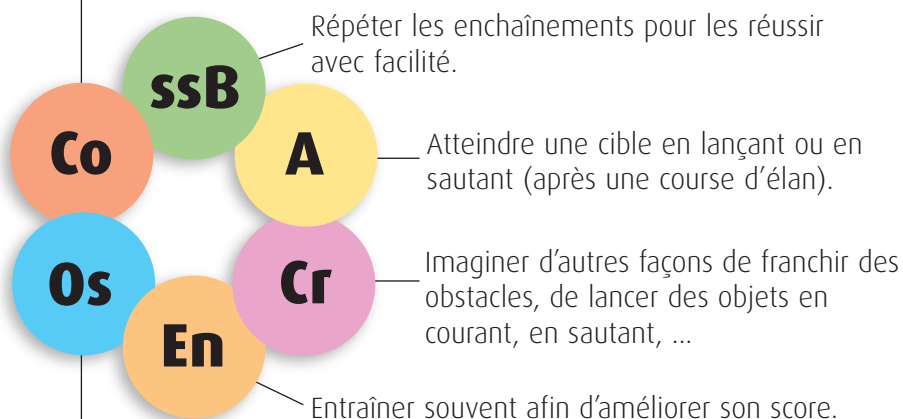 Répéter les enchaînements pour les réussir
avec facilité.
ssB
Co
A
Atteindre une cible en lançant ou en
sautant (après une course d’élan).
Os
Cr
Imaginer d’autres façons de franchir des
obstacles, de lancer des objets en
courant, en sautant, ...
En
Entraîner souvent afin d’améliorer son score.